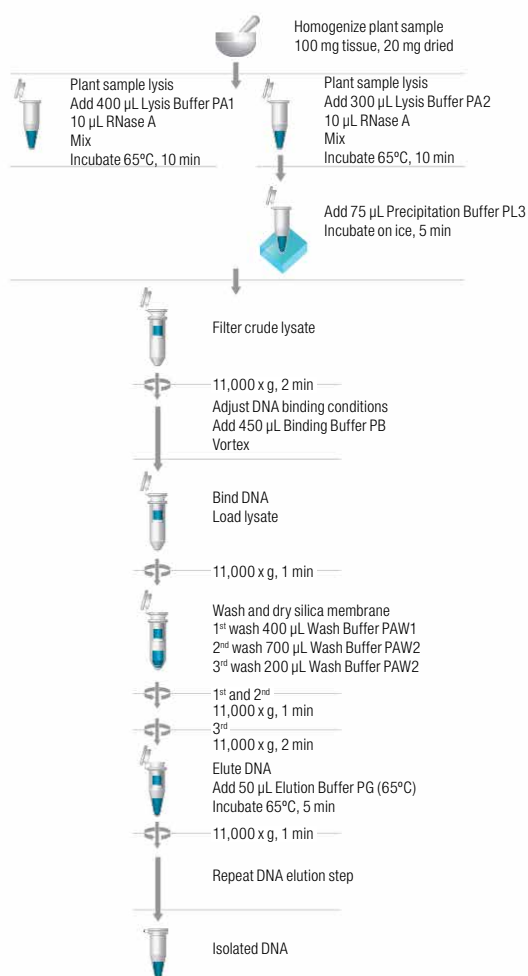 Homogenize plant sample
100 mg tissue, 20 mg dried
Plant sample lysis
Add 400 µL Lysis Buffer PA1
10 µL RNase A
Mix
Incubate 65ºC, 10 min
Plant sample lysis
Add 300 µL Lysis Buffer PA2
10 µL RNase A
Mix
Incubate 65ºC, 10 min
Add 75 µL Precipitation Buffer PL3
Incubate on ice, 5 min
Filter crude lysate
11,000 x g, 2 min
Adjust DNA binding conditions
Add 450 µL Binding Buffer PB
Vortex
Bind DNA
Load lysate
11,000 x g, 1 min
Wash and dry silica membrane
1st wash 400 µL Wash Buffer PAW1
2nd wash 700 µL Wash Buffer PAW2
3rd wash 200 µL Wash Buffer PAW2
1st and 2nd
11,000 x g, 1 min
3rd
11,000 x g, 2 min
Elute DNA
Add 50 µL Elution Buffer PG (65ºC)
Incubate 65ºC, 5 min
11,000 x g, 1 min
Repeat DNA elution step
Isolated DNA